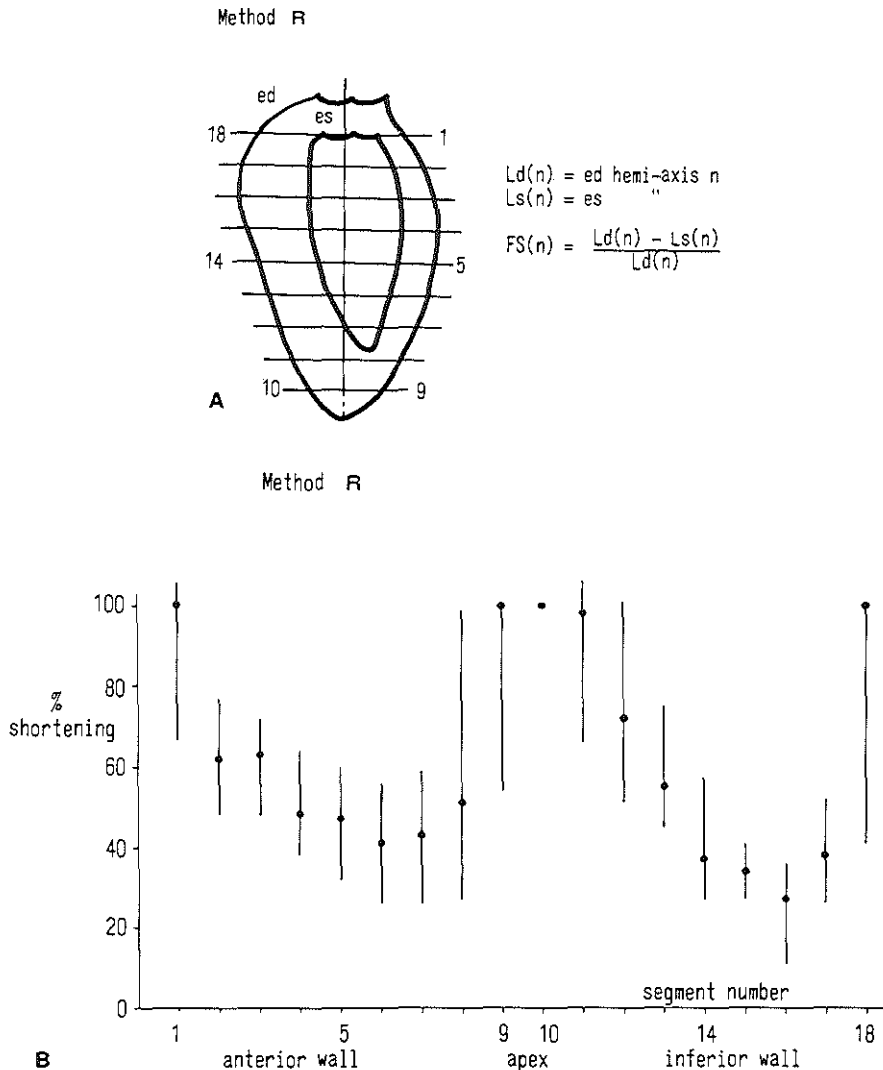 Method R
ed
es
18
1
14
5
10
9
A
Ld(n) = ed hemi-axis n
Ls(n) = es "
FS(n) = Ld(n) - Ls(n)
Ld(n)
Method R
100
80
%
shortening
60
40
20
0
segment number
1 5 9 10 14 18
B anterior wall apex inferior wall